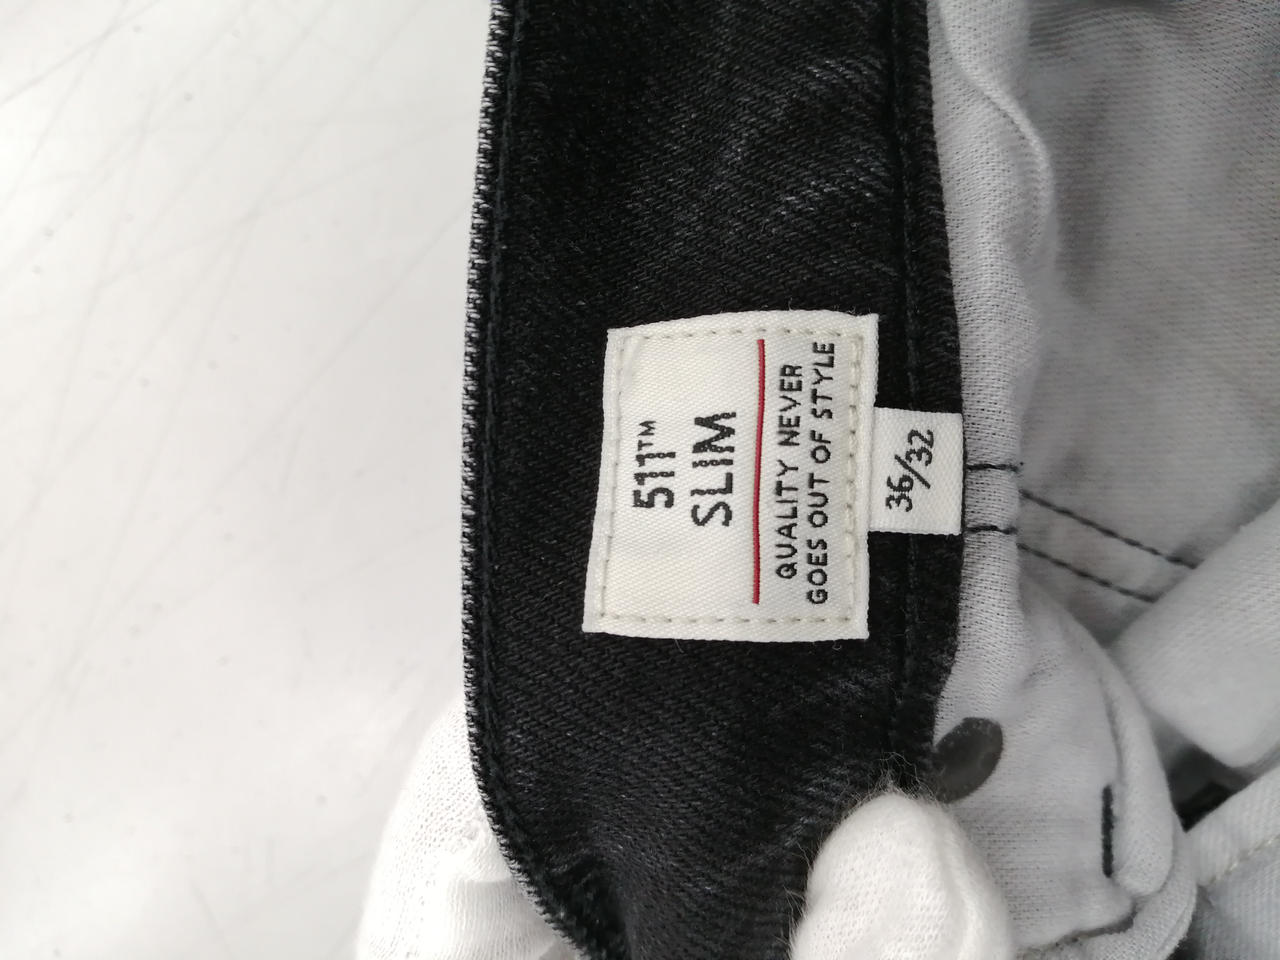 511™
SLIM
QUALITY NEVER
GOES OUT OF STYLE
36/32